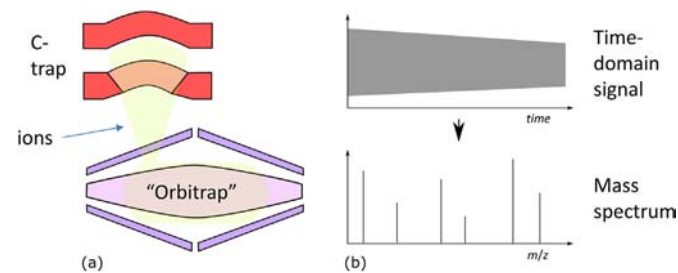 C-
trap
ions
“Orbitrap”
(a)
Time-
domain
signal
time
Mass
spectrum
m/z
(b)